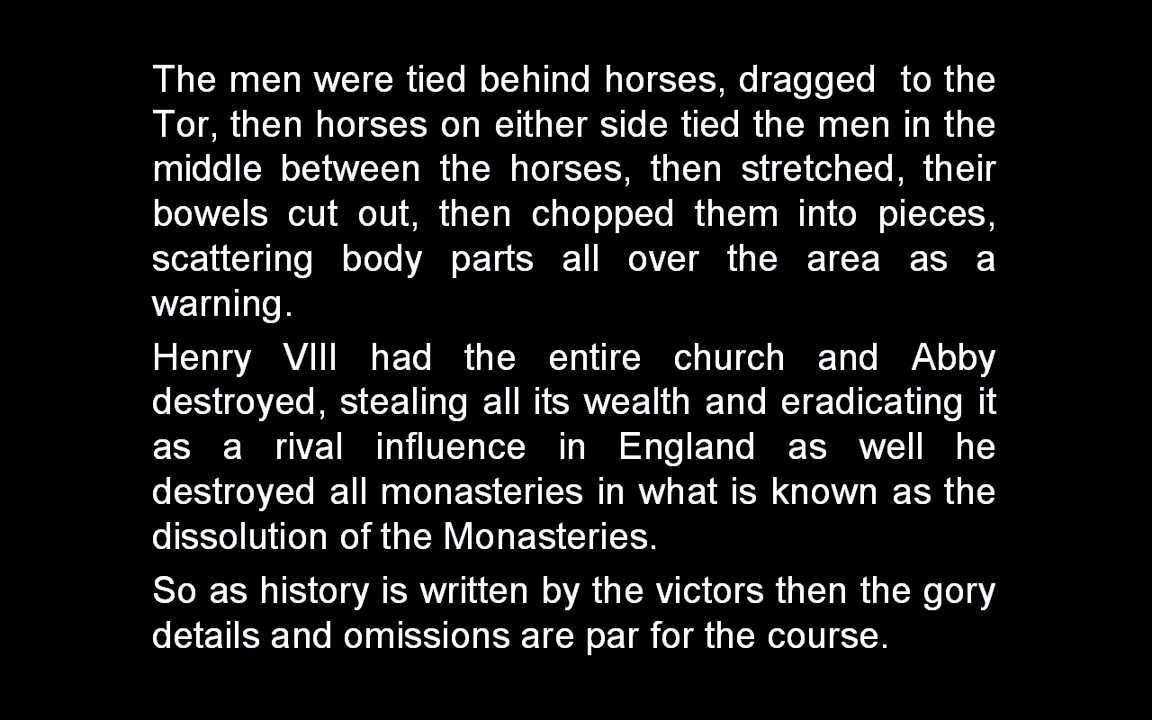 The men were tied behind horses, dragged  to the
Tor, then horses on either side tied the men in the
middle between the horses, then stretched, their
bowels cut out, then chopped them into pieces,
scattering body parts all over the area as a
warning.
Henry VIII had the entire church and Abby
destroyed, stealing all its wealth and eradicating it
as a rival influence in England as well he
destroyed all monasteries in what is known as the
dissolution of the Monasteries.
So as history is written by the victors then the gory
details and omissions are par for the course.